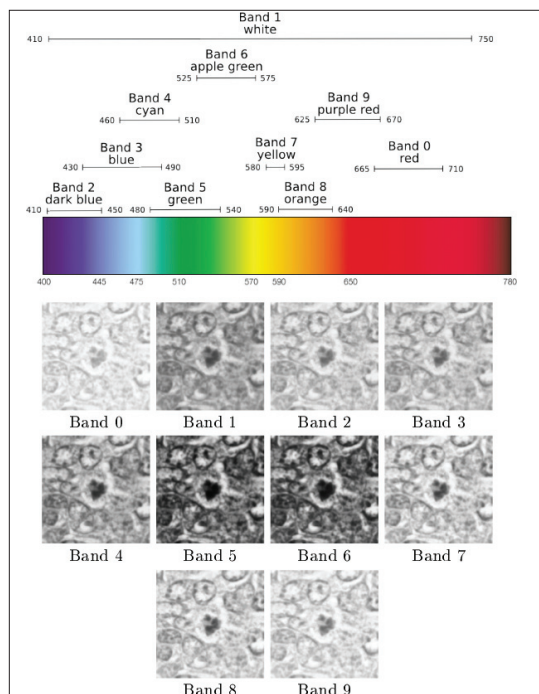 Band 1
white
410 750
Band 6
apple green
525 575
Band 4
cyan
460 510
Band 9
purple red
625 670
Band 3
blue
430 490
Band 7
yellow
580 595
Band 0
red
665 710
Band 2
dark blue
410 450
Band 5
green
480 540
Band 8
orange
590 640
400 445 475 510 570 590 650 780
Band 0 Band 1 Band 2 Band 3
Band 4 Band 5 Band 6 Band 7
Band 8 Band 9